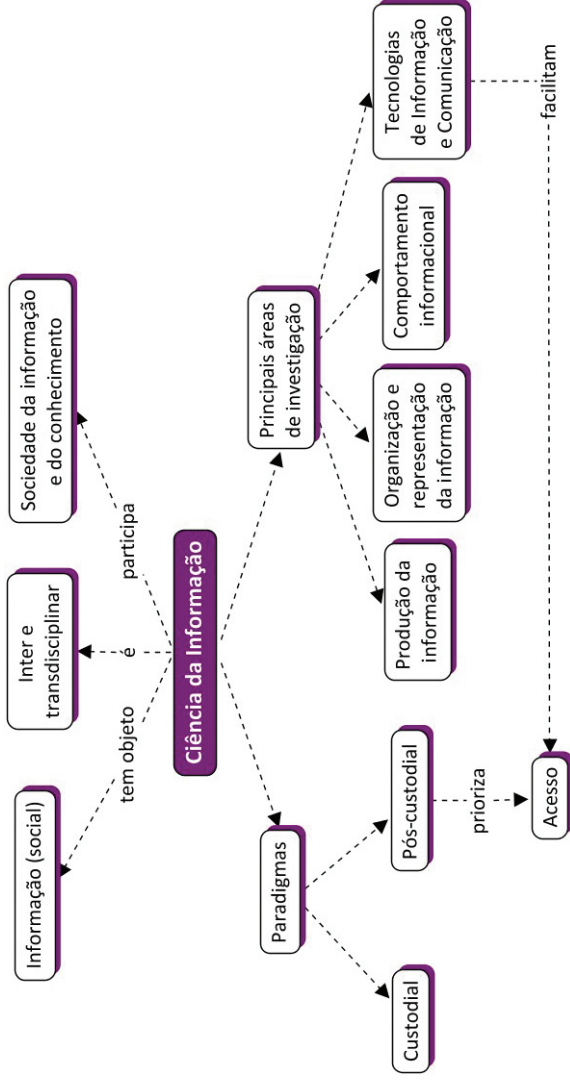 Informação (social)
Inter e
transdisciplinar
Sociedade da informação
e do conhecimento
tem objeto
é
participa
Ciência da Informação
Paradigmas
Principais áreas
de investigação
Custodial
Pós-custodial
Produção da
informação
Organização e
representação
da informação
Comportamento
informacional
Tecnologias
de Informação
e Comunicação
prioriza
facilitam
Acesso